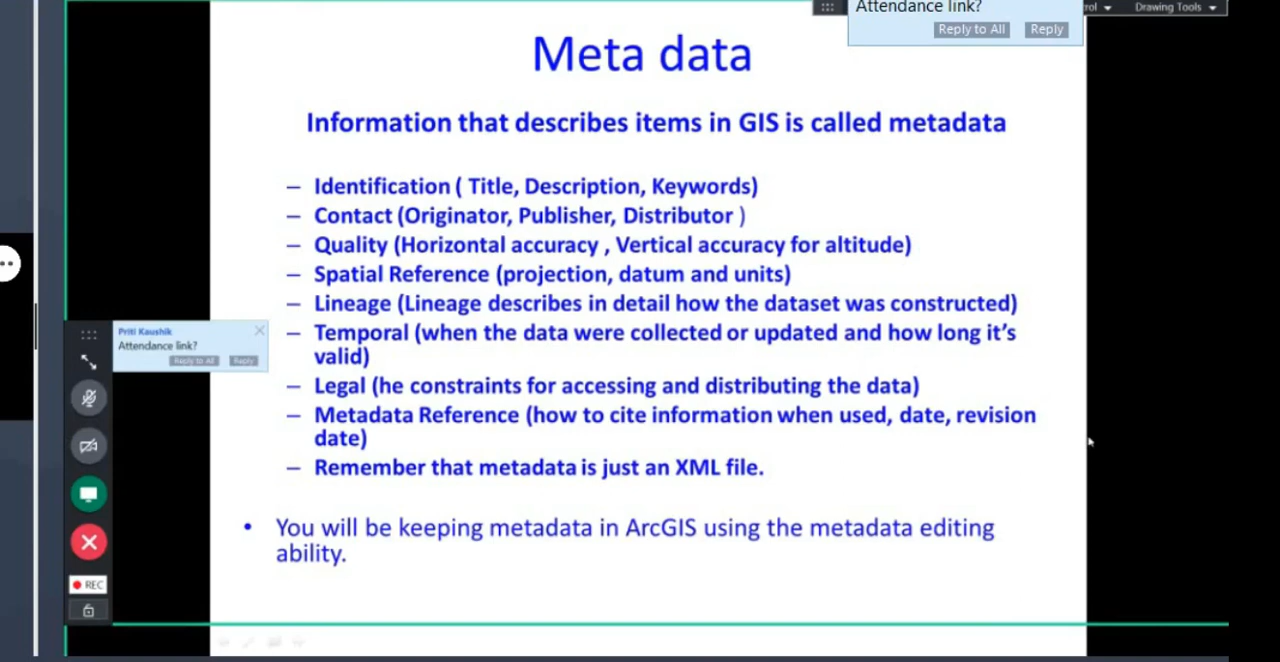 Attendance link?
Reply to All Reply
rol Drawing Tools
Meta data
Information that describes items in GIS is called metadata
– Identification ( Title, Description, Keywords)
– Contact (Originator, Publisher, Distributor )
– Quality (Horizontal accuracy , Vertical accuracy for altitude)
– Spatial Reference (projection, datum and units)
– Lineage (Lineage describes in detail how the dataset was constructed)
– Temporal (when the data were collected or updated and how long it's
valid)
– Legal (he constraints for accessing and distributing the data)
– Metadata Reference (how to cite information when used, date, revision
date)
– Remember that metadata is just an XML file.
• You will be keeping metadata in ArcGIS using the metadata editing
ability.
Priti Kaushik
Attendance link?
Reply to All Reply
REC